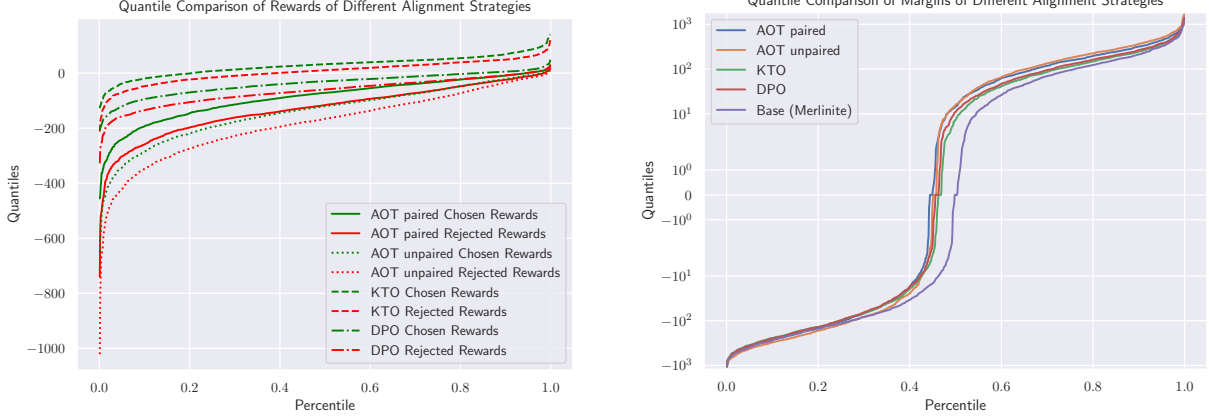 Quantile Comparison of Rewards of Different Alignment Strategies
0
−200
−400
−600
−800
−1000
Quantiles
AOT paired Chosen Rewards
AOT paired Rejected Rewards
AOT unpaired Chosen Rewards
AOT unpaired Rejected Rewards
KTO Chosen Rewards
KTO Rejected Rewards
DPO Chosen Rewards
DPO Rejected Rewards
0.0 0.2 0.4 0.6 0.8 1.0
Percentile
Quantile Comparison of Margins of Different Alignment Strategies
10³
10²
10¹
10⁰
0
−10⁰
−10¹
−10²
−10³
Quantiles
AOT paired
AOT unpaired
KTO
DPO
Base (Merlinite)
0.0 0.2 0.4 0.6 0.8 1.0
Percentile